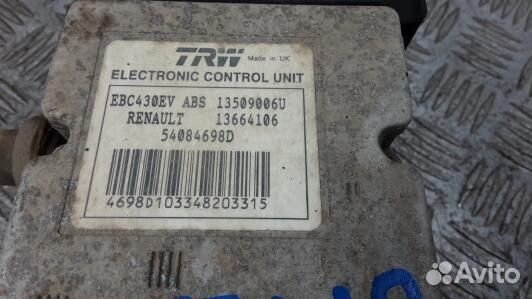 TRW Made in UK
ELECTRONIC CONTROL UNIT
EBC430EV ABS 13509006U
RENAULT 13664106
54084698D
4698D103348203315
Avito